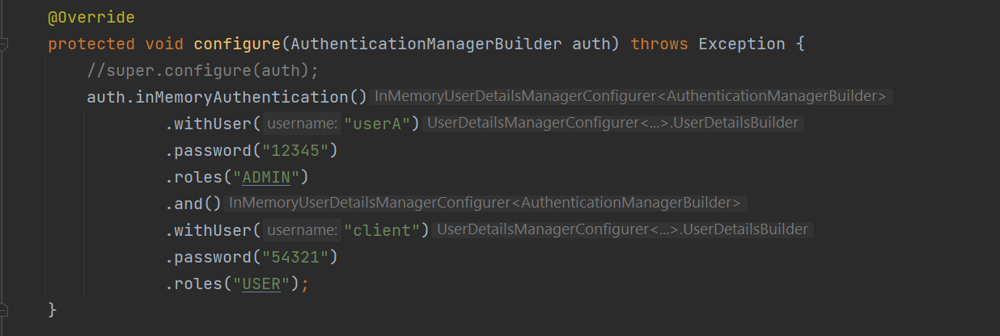 @Override
protected void configure(AuthenticationManagerBuilder auth) throws Exception {
//super.configure(auth);
auth.inMemoryAuthentication() InMemoryUserDetailsManagerConfigurer<AuthenticationManagerBuilder>
.withUser( username: "userA") UserDetailsManagerConfigurer<...>.UserDetailsBuilder
.password("12345")
.roles("ADMIN")
.and() InMemoryUserDetailsManagerConfigurer<AuthenticationManagerBuilder>
.withUser( username: "client") UserDetailsManagerConfigurer<...>.UserDetailsBuilder
.password("54321")
.roles("USER");
}